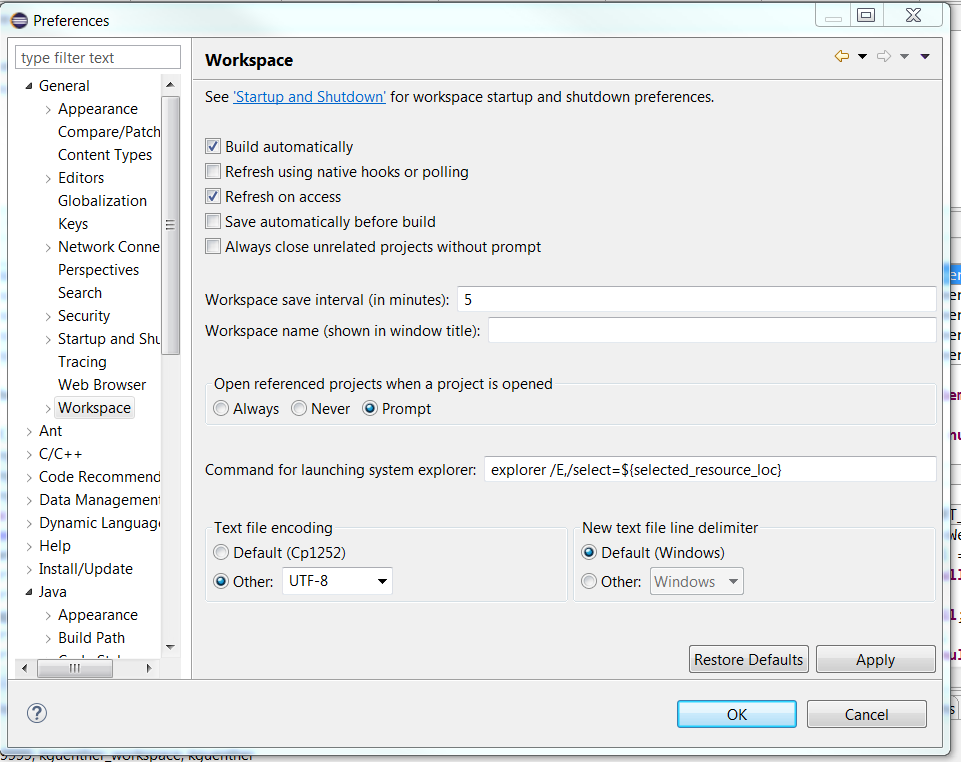 Preferences
type filter text
General
Appearance
Compare/Patch
Content Types
Editors
Globalization
Keys
Network Conne
Perspectives
Search
Security
Startup and Shu
Tracing
Web Browser
Workspace
Ant
C/C++
Code Recommend
Data Management
Dynamic Language
Help
Install/Update
Java
Appearance
Build Path
Workspace
See 'Startup and Shutdown' for workspace startup and shutdown preferences.
Build automatically
Refresh using native hooks or polling
Refresh on access
Save automatically before build
Always close unrelated projects without prompt
Workspace save interval (in minutes): 5
Workspace name (shown in window title):
Open referenced projects when a project is opened
Always Never Prompt
Command for launching system explorer: explorer /E,/select=${selected_resource_loc}
Text file encoding
Default (Cp1252)
Other: UTF-8
New text file line delimiter
Default (Windows)
Other: Windows
Restore Defaults Apply
OK Cancel